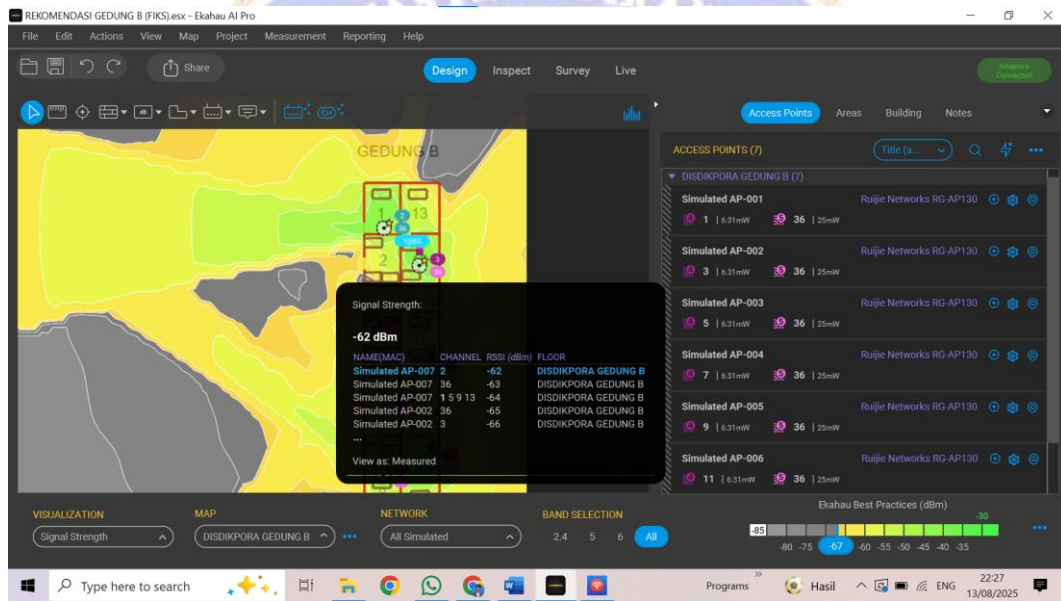 REKOMENDASI GEDUNG B (FIKS).esx - Ekahau AI Pro
File Edit Actions View Map Project Measurement Reporting Help
Share
Design Inspect Survey Live
Adapters Connected
Access Points Areas Building Notes
GEDUNG B
ACCESS POINTS (7)
Title (a...
DISDIKPORA GEDUNG B (7)
Simulated AP-001 Ruijie Networks RG-AP130
1 | 6.31mW 36 | 25mW
Simulated AP-002 Ruijie Networks RG-AP130
3 | 6.31mW 36 | 25mW
Simulated AP-003 Ruijie Networks RG-AP130
5 | 6.31mW 36 | 25mW
Simulated AP-004 Ruijie Networks RG-AP130
7 | 6.31mW 36 | 25mW
Simulated AP-005 Ruijie Networks RG-AP130
9 | 6.31mW 36 | 25mW
Simulated AP-006 Ruijie Networks RG-AP130
11 | 6.31mW 36 | 25mW
1 2 13
36
1@80
2 3
36
Signal Strength:
-62 dBm
NAME(MAC) CHANNEL RSSI (dBm) FLOOR
Simulated AP-007 2 -62 DISDIKPORA GEDUNG B
Simulated AP-007 36 -63 DISDIKPORA GEDUNG B
Simulated AP-007 1 5 9 13 -64 DISDIKPORA GEDUNG B
Simulated AP-002 36 -65 DISDIKPORA GEDUNG B
Simulated AP-002 3 -66 DISDIKPORA GEDUNG B
...
View as: Measured
VISUALIZATION MAP NETWORK BAND SELECTION
Signal Strength DISDIKPORA GEDUNG B All Simulated 2.4 5 6 All
Ekahau Best Practices (dBm)
-30
-85
-80 -75 -67 -60 -55 -50 -45 -40 -35
Type here to search
Programs Hasil ENG
22:27
13/08/2025